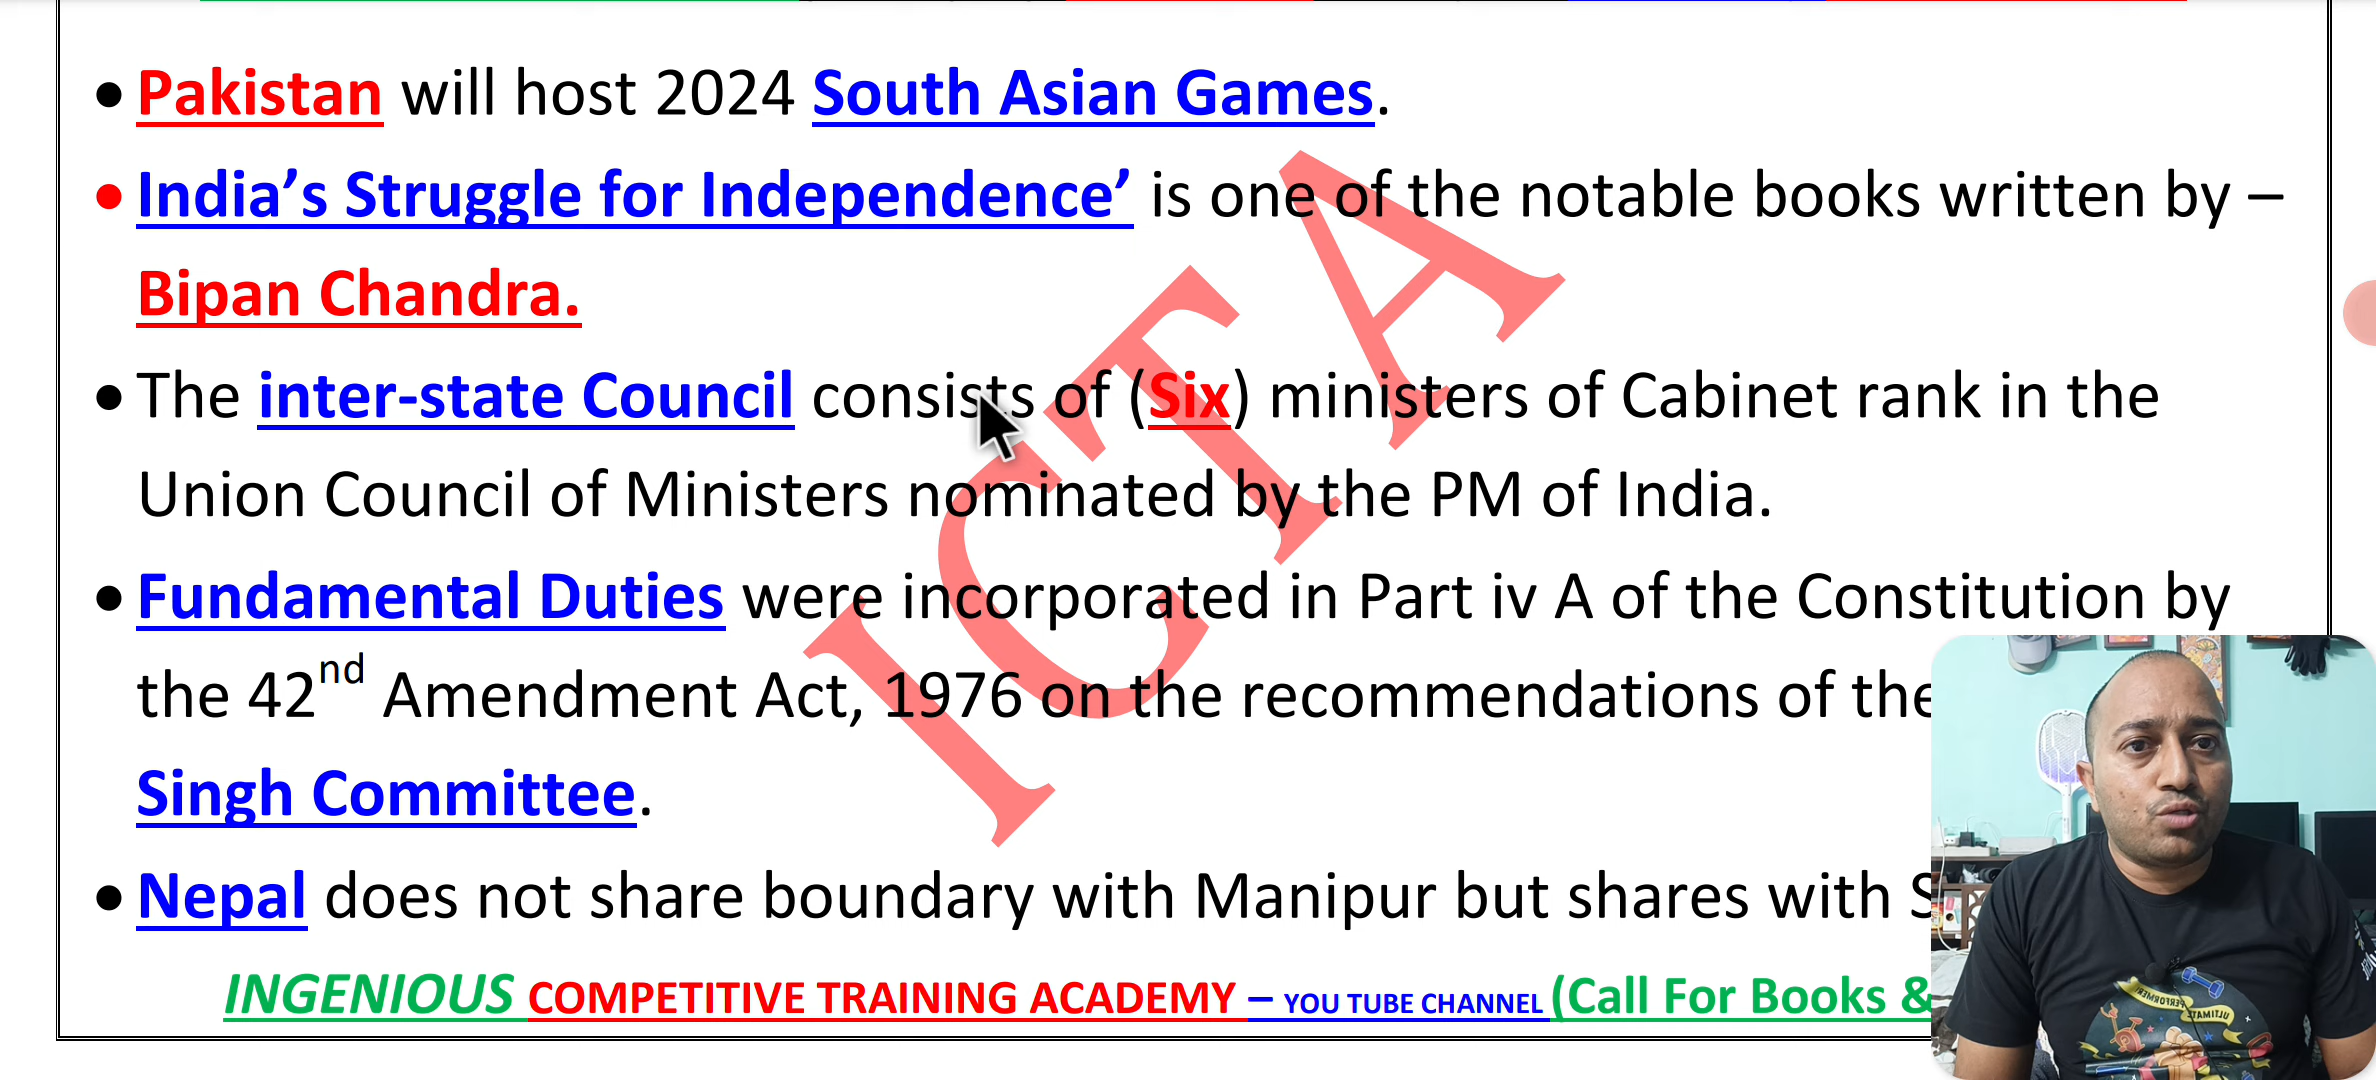 • Pakistan will host 2024 South Asian Games.
• India’s Struggle for Independence’ is one of the notable books written by –
Bipan Chandra.
• The inter-state Council consists of (Six) ministers of Cabinet rank in the
Union Council of Ministers nominated by the PM of India.
• Fundamental Duties were incorporated in Part iv A of the Constitution by
the 42nd Amendment Act, 1976 on the recommendations of the
Singh Committee.
• Nepal does not share boundary with Manipur but shares with
INGENIOUS COMPETITIVE TRAINING ACADEMY – YOU TUBE CHANNEL (Call For Books &
ICTA